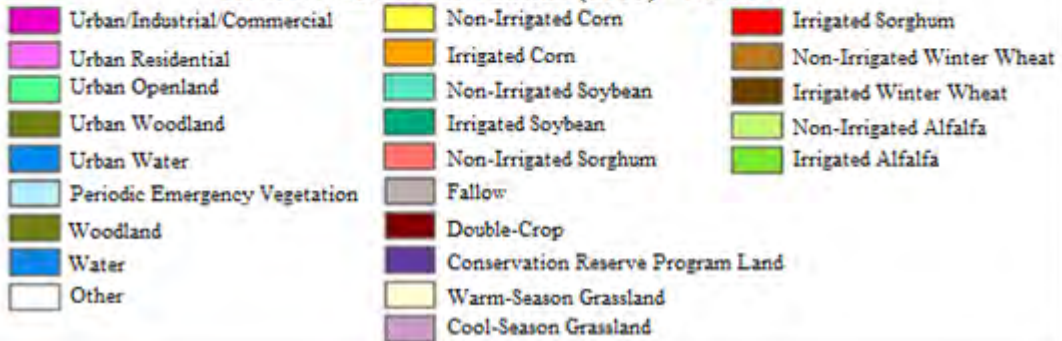 Urban/Industrial/Commercial
Urban Residential
Urban Openland
Urban Woodland
Urban Water
Periodic Emergency Vegetation
Woodland
Water
Other
Non-Irrigated Corn
Irrigated Corn
Non-Irrigated Soybean
Irrigated Soybean
Non-Irrigated Sorghum
Fallow
Double-Crop
Conservation Reserve Program Land
Warm-Season Grassland
Cool-Season Grassland
Irrigated Sorghum
Non-Irrigated Winter Wheat
Irrigated Winter Wheat
Non-Irrigated Alfalfa
Irrigated Alfalfa